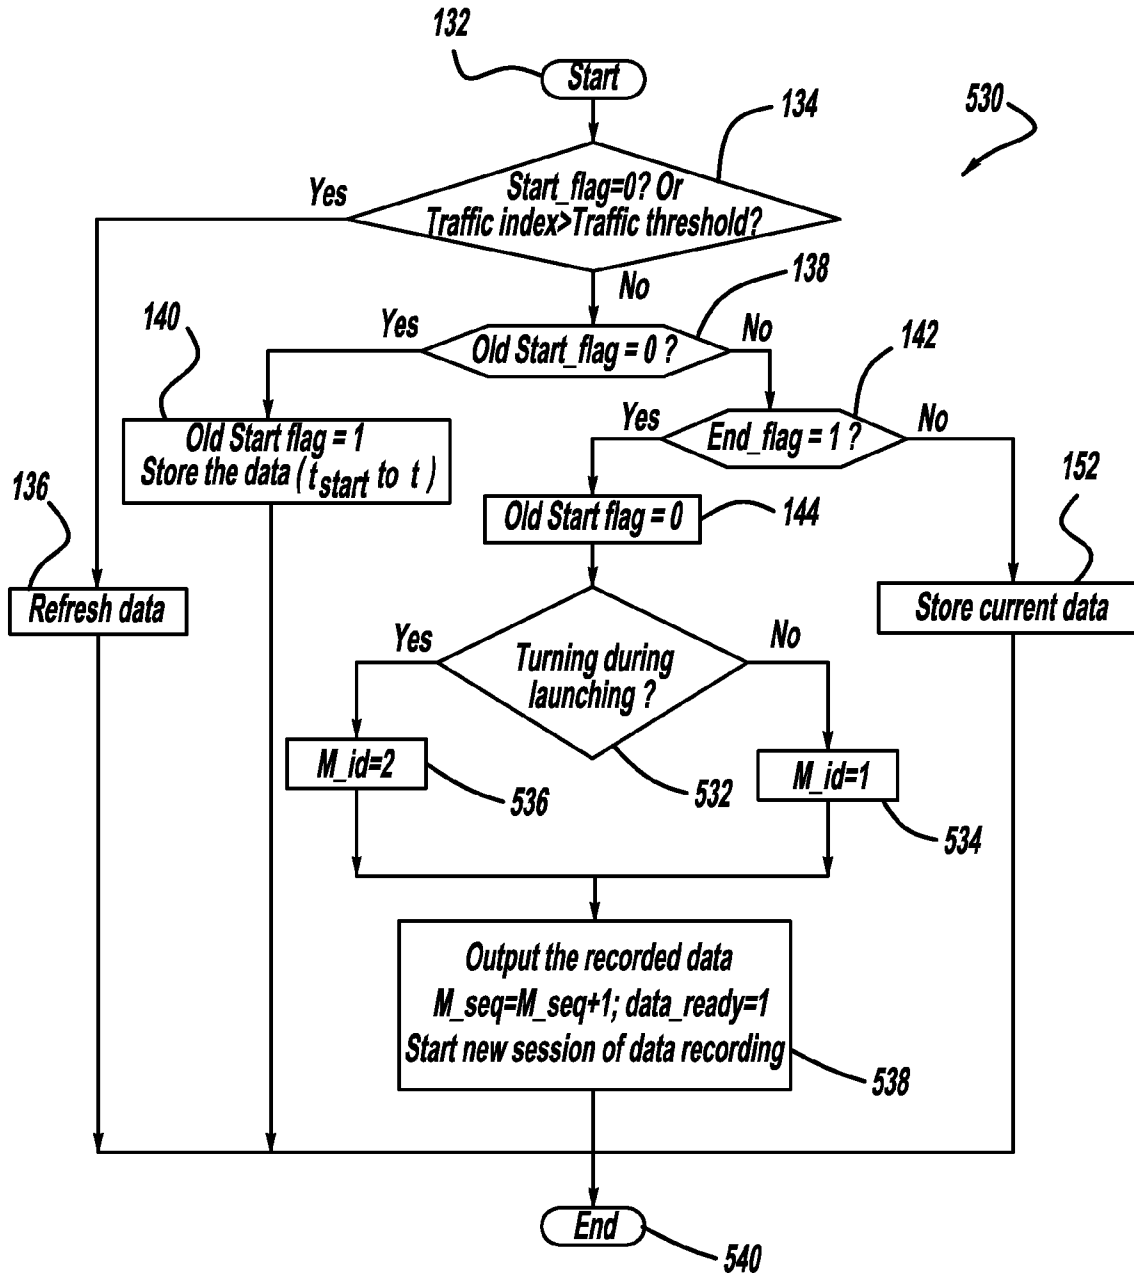 132
Start
134
530
Start_flag=0? Or
Traffic index>Traffic threshold?
Yes
No
138
140
Yes
Old Start_flag = 0 ?
No
142
Old Start flag = 1
Store the data (t start to t )
Yes
End_flag = 1 ?
No
136
152
Old Start flag = 0
144
Refresh data
Store current data
Yes
Turning during
launching ?
No
M_id=2
M_id=1
536
532
534
Output the recorded data
M_seq=M_seq+1; data_ready=1
Start new session of data recording
538
End
540